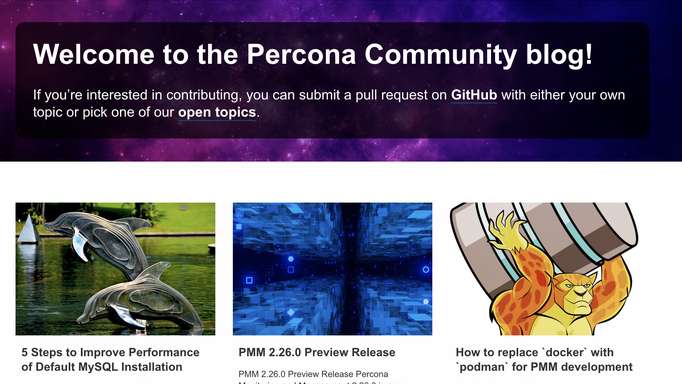 Welcome to the Percona Community blog!
If you’re interested in contributing, you can submit a pull request on GitHub with either your own
topic or pick one of our open topics.
5 Steps to Improve Performance
of Default MySQL Installation
PMM 2.26.0 Preview Release
PMM 2.26.0 Preview Release Percona
How to replace `docker` with
`podman` for PMM development